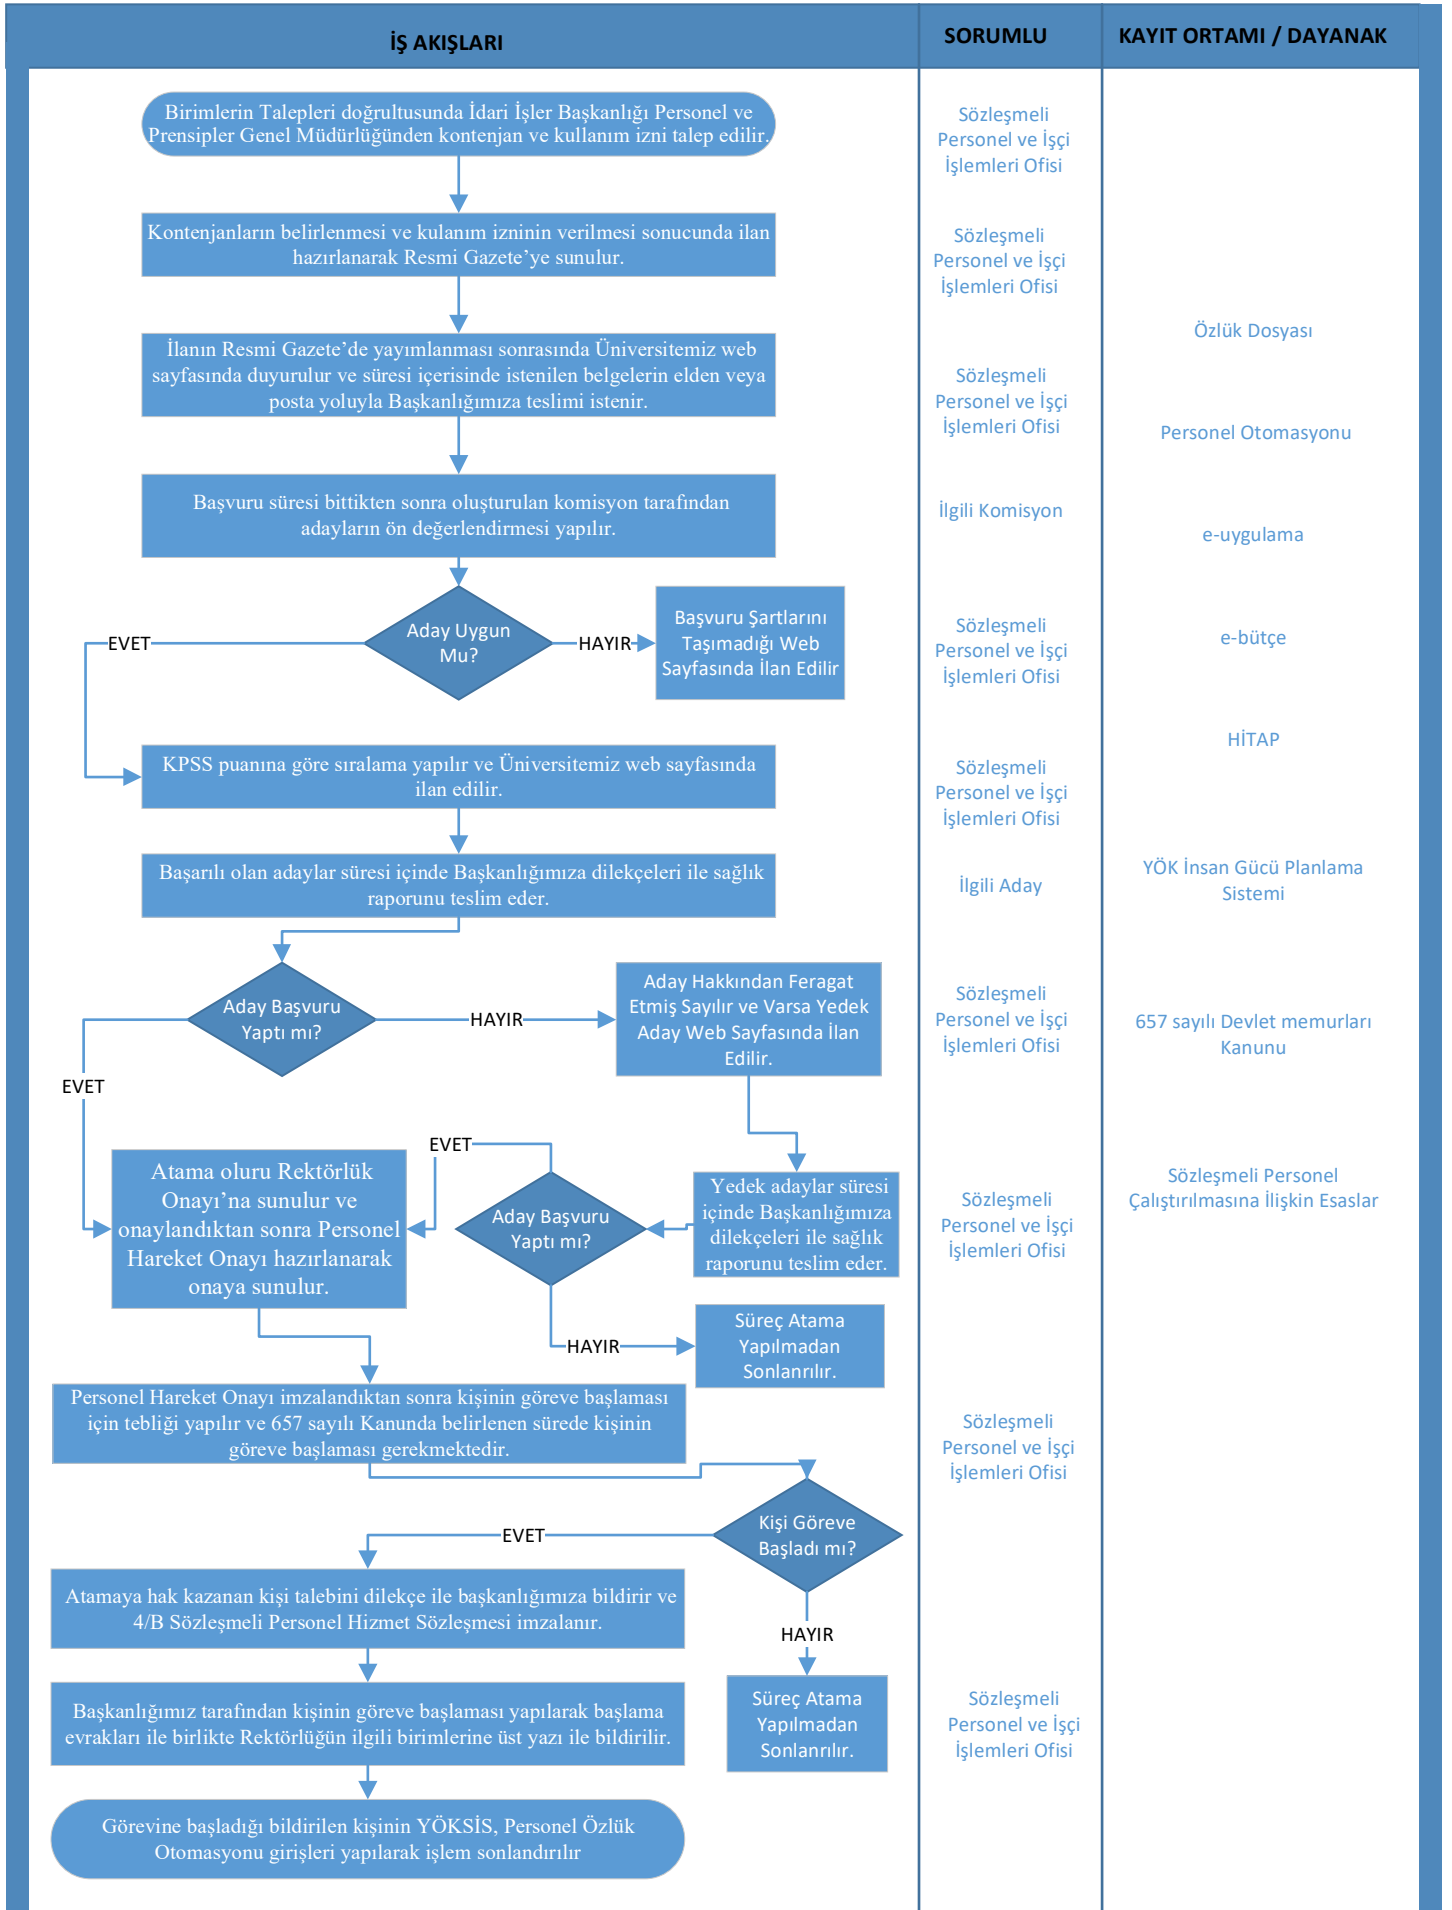 İŞ AKIŞLARI
SORUMLU
KAYIT ORTAMI / DAYANAK
Birimlerin Talepleri doğrultusunda İdari İşler Başkanlığı Personel ve
Prensipler Genel Müdürlüğünden kontenjan ve kullanım izni talep edilir.
Sözleşmeli
Personel ve İşçi
İşlemleri Ofisi
Kontenjanların belirlenmesi ve kulanım izninin verilmesi sonucunda ilan
hazırlanarak Resmi Gazete’ye sunulur.
Sözleşmeli
Personel ve İşçi
İşlemleri Ofisi
Özlük Dosyası
İlanın Resmi Gazete’de yayımlanması sonrasında Üniversitemiz web
sayfasında duyurulur ve süresi içerisinde istenilen belgelerin elden veya
posta yoluyla Başkanlığımıza teslimi istenir.
Sözleşmeli
Personel ve İşçi
İşlemleri Ofisi
Personel Otomasyonu
Başvuru süresi bittikten sonra oluşturulan komisyon tarafından
adayların ön değerlendirmesi yapılır.
İlgili Komisyon
e-uygulama
Aday Uygun
Mu?
EVET
HAYIR
Başvuru Şartlarını
Taşımadığı Web
Sayfasında İlan Edilir
Sözleşmeli
Personel ve İşçi
İşlemleri Ofisi
e-bütçe
HİTAP
KPSS puanına göre sıralama yapılır ve Üniversitemiz web sayfasında
ilan edilir.
Sözleşmeli
Personel ve İşçi
İşlemleri Ofisi
Başarılı olan adaylar süresi içinde Başkanlığımıza dilekçeleri ile sağlık
raporunu teslim eder.
İlgili Aday
YÖK İnsan Gücü Planlama
Sistemi
Aday Başvuru
Yaptı mı?
HAYIR
EVET
Aday Hakkından Feragat
Etmiş Sayılır ve Varsa Yedek
Aday Web Sayfasında İlan
Edilir.
Sözleşmeli
Personel ve İşçi
İşlemleri Ofisi
657 sayılı Devlet memurları
Kanunu
Atama oluru Rektörlük
Onayı’na sunulur ve
onaylandıktan sonra Personel
Hareket Onayı hazırlanarak
onaya sunulur.
EVET
Aday Başvuru
Yaptı mı?
Yedek adaylar süresi
içinde Başkanlığımıza
dilekçeleri ile sağlık
raporunu teslim eder.
Sözleşmeli
Personel ve İşçi
İşlemleri Ofisi
Sözleşmeli Personel
Çalıştırılmasına İlişkin Esaslar
HAYIR
Süreç Atama
Yapılmadan
Sonlanrılır.
Personel Hareket Onayı imzalandıktan sonra kişinin göreve başlaması
için tebliği yapılır ve 657 sayılı Kanunda belirlenen sürede kişinin
göreve başlaması gerekmektedir.
Sözleşmeli
Personel ve İşçi
İşlemleri Ofisi
Kişi Göreve
Başladı mı?
EVET
HAYIR
Atamaya hak kazanan kişi talebini dilekçe ile başkanlığımıza bildirir ve
4/B Sözleşmeli Personel Hizmet Sözleşmesi imzalanır.
Süreç Atama
Yapılmadan
Sonlanrılır.
Başkanlığımız tarafından kişinin göreve başlaması yapılarak başlama
evrakları ile birlikte Rektörlüğün ilgili birimlerine üst yazı ile bildirilir.
Sözleşmeli
Personel ve İşçi
İşlemleri Ofisi
Görevine başladığı bildirilen kişinin YÖKSİS, Personel Özlük
Otomasyonu girişleri yapılarak işlem sonlandırılır